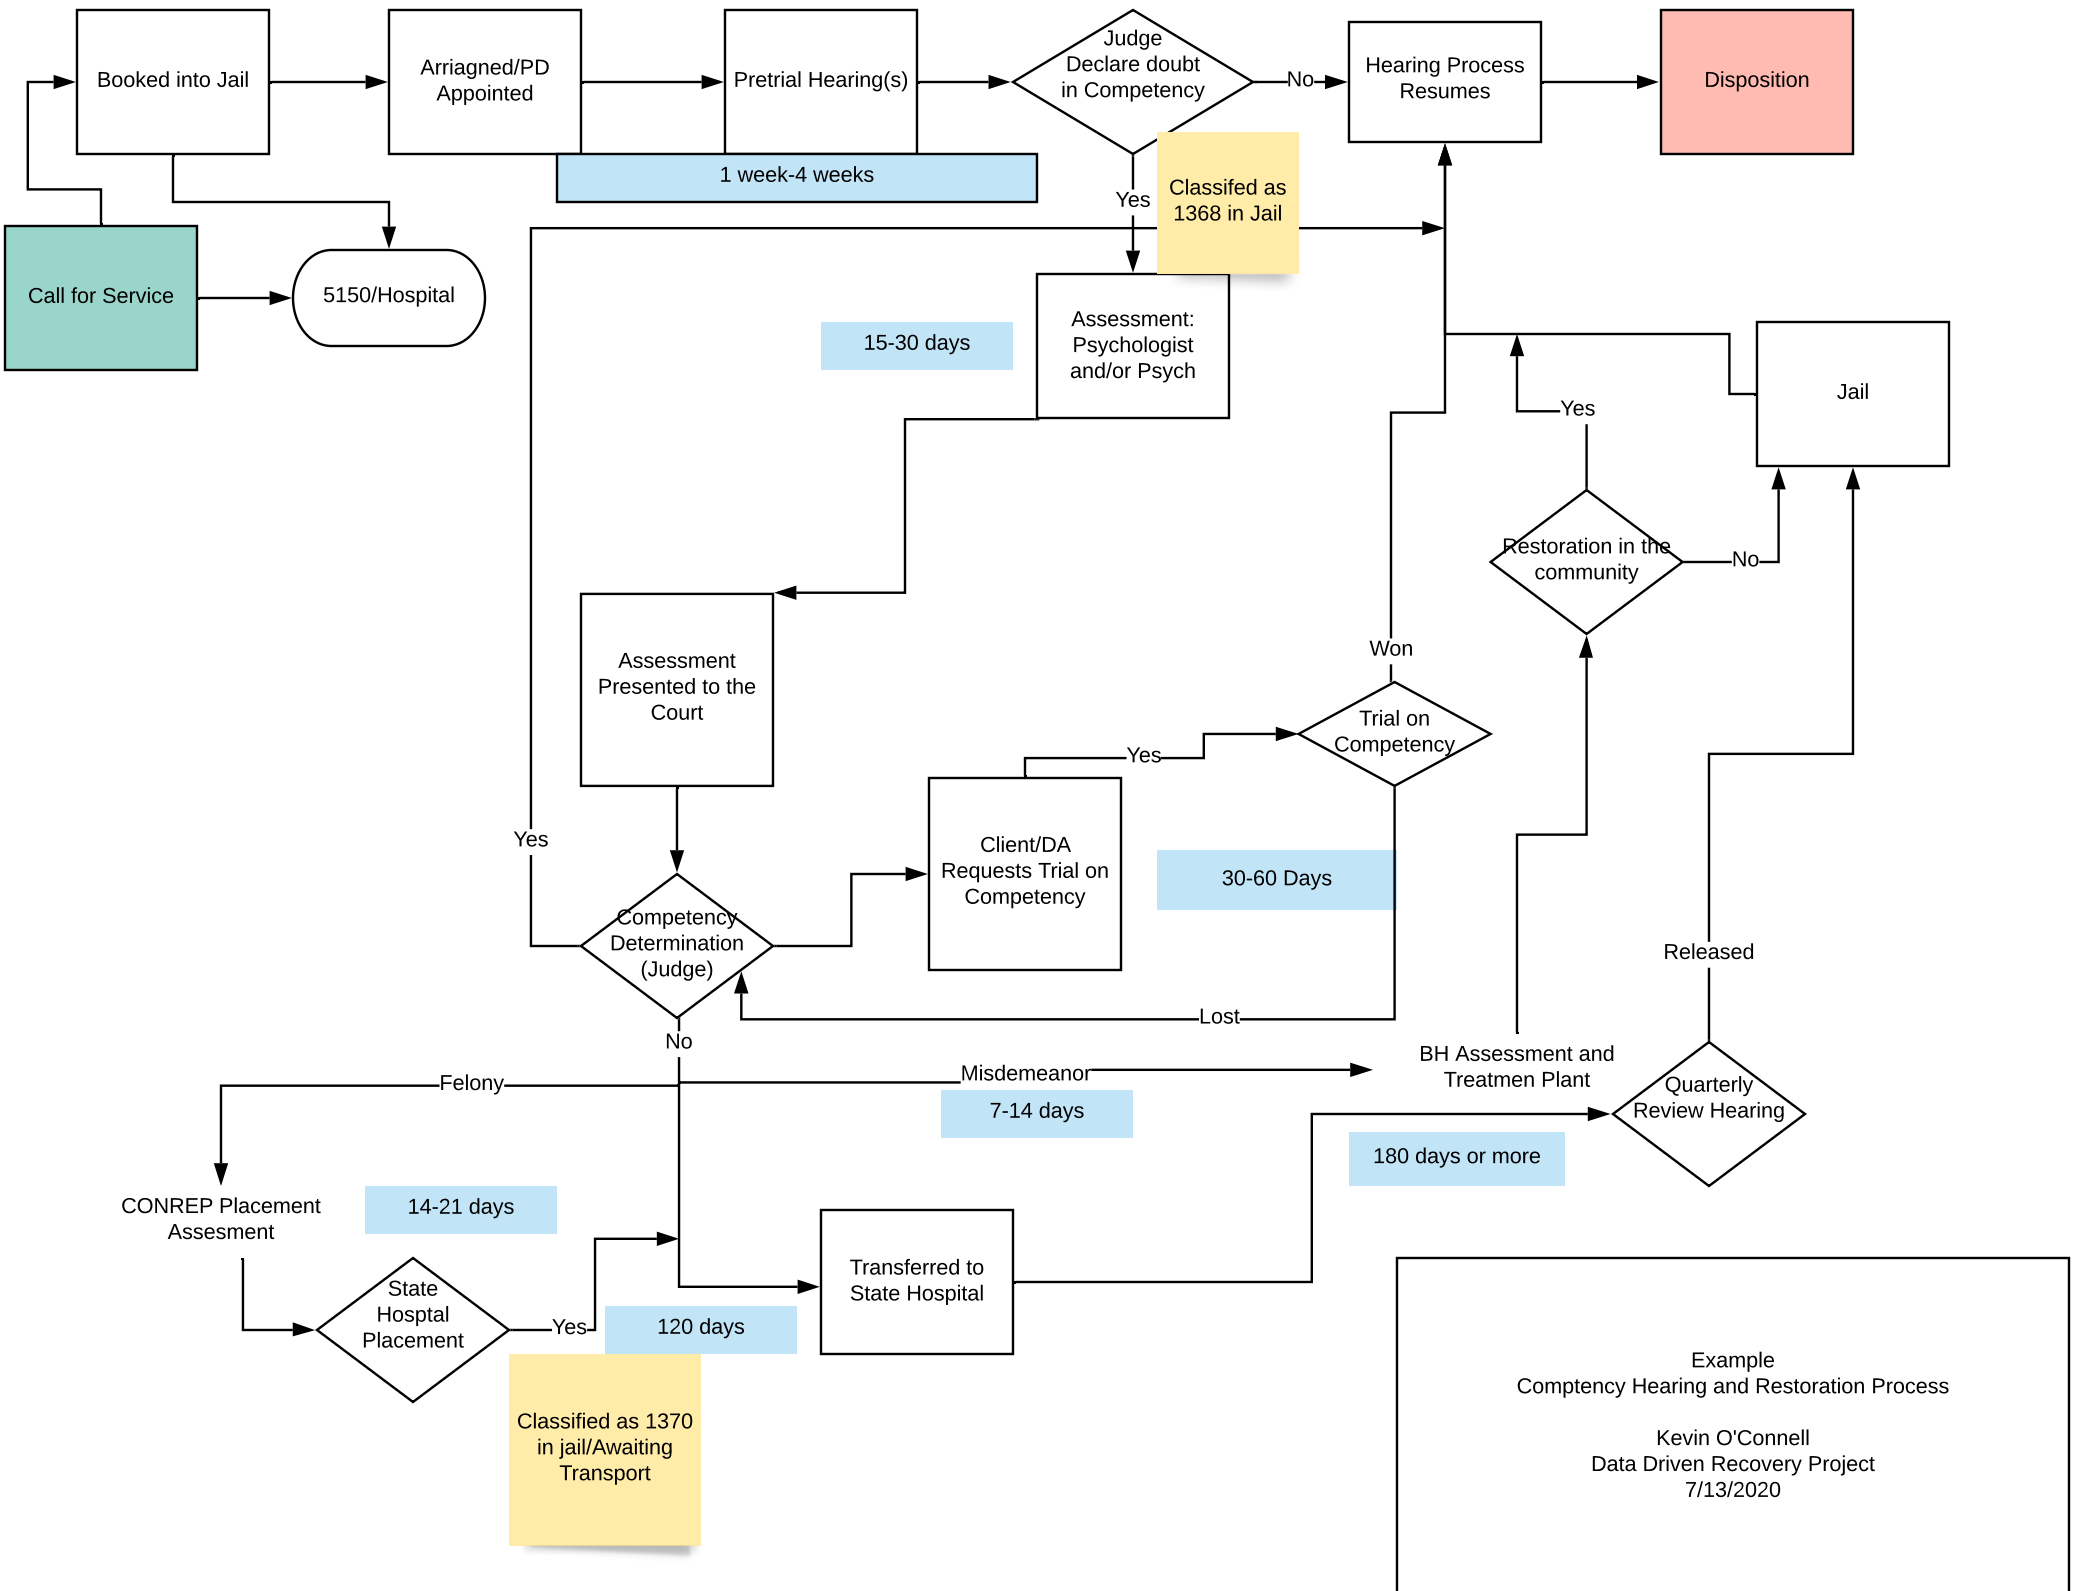 Booked into Jail
Arriagned/PD
Appointed
Pretrial Hearing(s)
Judge
Declare doubt
in Competency
No
Hearing Process
Resumes
Disposition
1 week-4 weeks
Yes
Classifed as
1368 in Jail
Call for Service
5150/Hospital
15-30 days
Assessment:
Psychologist
and/or Psych
Jail
Yes
Restoration in the
community
No
Assessment
Presented to the
Court
Won
Trial on
Competency
Yes
Yes
Client/DA
Requests Trial on
Competency
30-60 Days
Competency
Determination
(Judge)
Released
Lost
No
Felony
Misdemeanor
BH Assessment and
Treatmen Plant
Quarterly
Review Hearing
7-14 days
180 days or more
CONREP Placement
Assesment
14-21 days
State
Hosptal
Placement
Yes
120 days
Transferred to
State Hospital
Classified as 1370
in jail/Awaiting
Transport
Example
Comptency Hearing and Restoration Process
Kevin O'Connell
Data Driven Recovery Project
7/13/2020